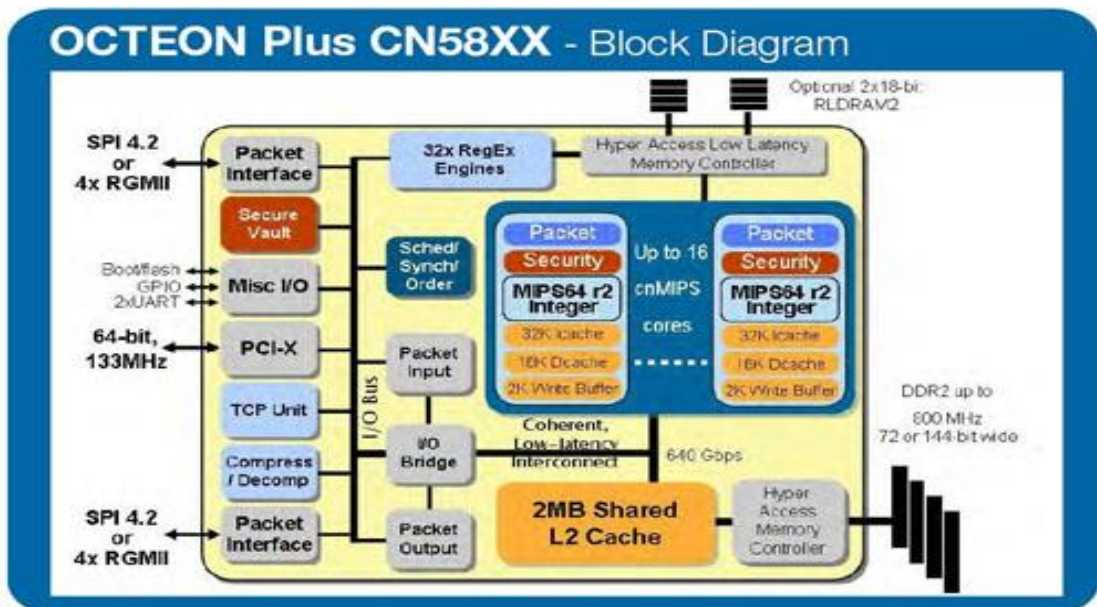 OCTEON Plus CN58XX - Block Diagram
Optional 2x18-bit
RLDRAM2
SPI 4.2
or
4x RGMII
Packet
Interface
32x RegEx
Engines
Hyper Access Low Latency
Memory Controller
Secure
Vault
Sched/
Synch/
Order
Packet
Security
MIPS64 r2
Integer
32K Icache
16K Dcache
2K Write Buffer
Up to 16
cnMIPS
cores
Packet
Security
MIPS64 r2
Integer
32K Icache
16K Dcache
2K Write Buffer
Boot/flash
GPIO
2xUART
Misc I/O
64-bit,
133MHz
PCI-X
Packet
Input
TCP Unit
I/O Bus
I/O
Bridge
Coherent,
Low-latency
Interconnect
640 Gbps
DDR2 up to
800 MHz
72 or 144-bit wide
Compress
/ Decomp
2MB Shared
L2 Cache
Hyper
Access
Memory
Controller
SPI 4.2
or
4x RGMII
Packet
Interface
Packet
Output